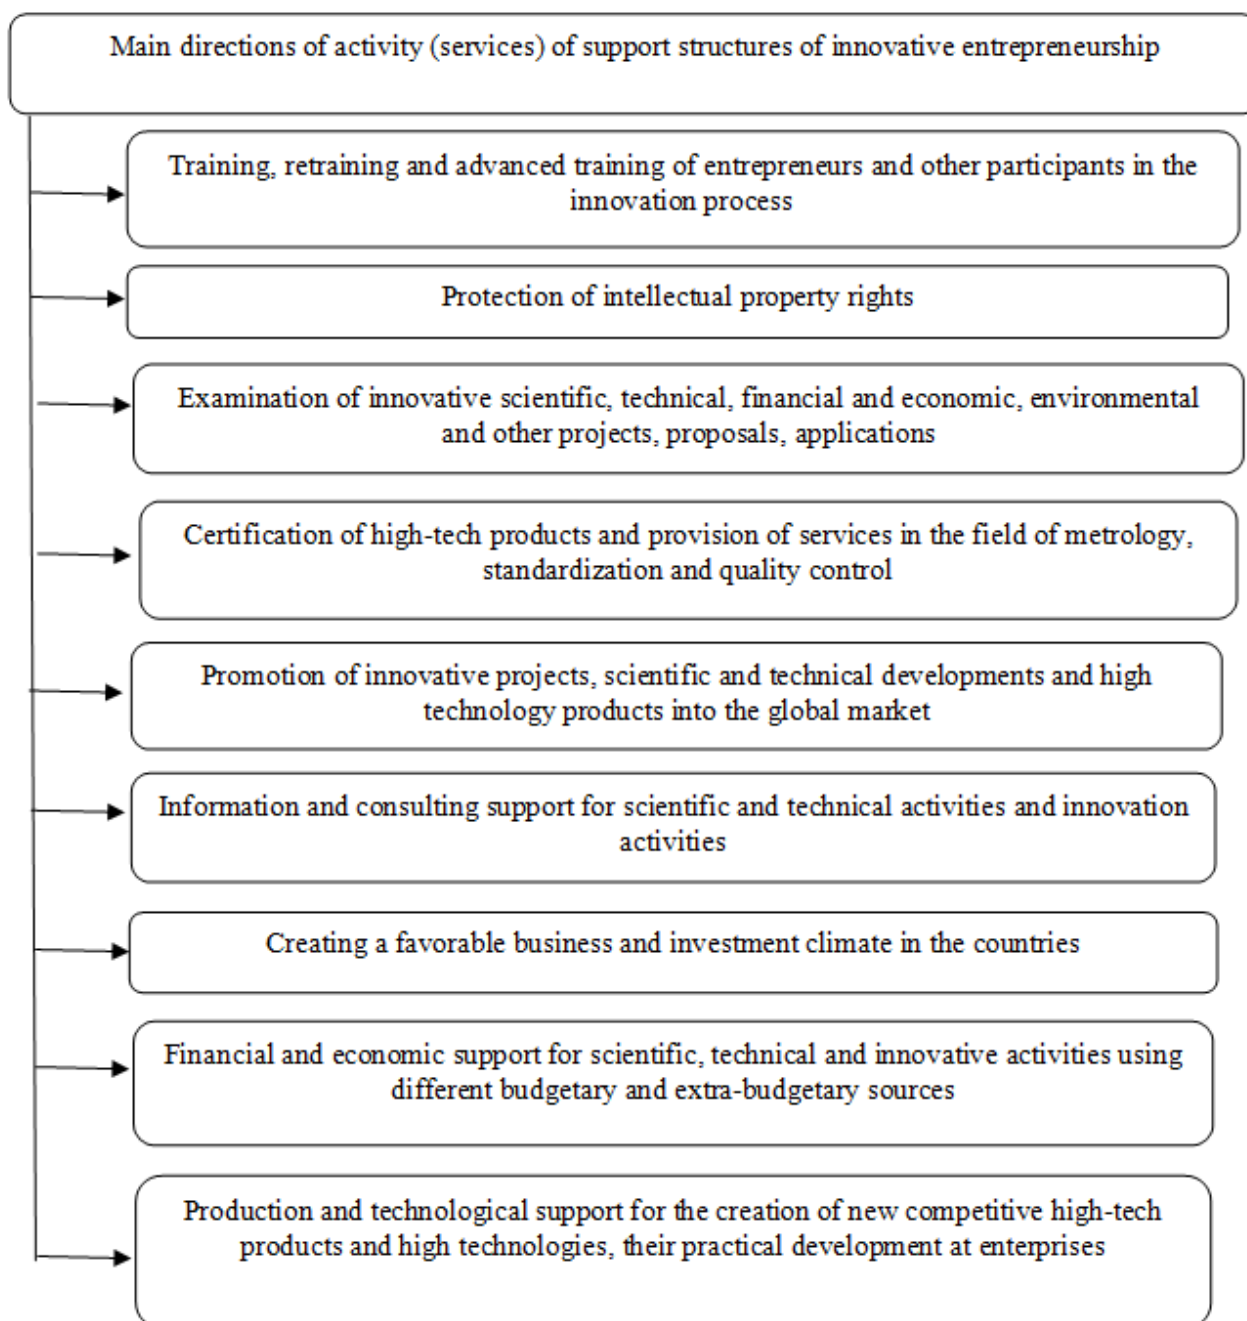 Main directions of activity (services) of support structures of innovative entrepreneurship
Training, retraining and advanced training of entrepreneurs and other participants in the
innovation process
Protection of intellectual property rights
Examination of innovative scientific, technical, financial and economic, environmental
and other projects, proposals, applications
Certification of high-tech products and provision of services in the field of metrology,
standardization and quality control
Promotion of innovative projects, scientific and technical developments and high
technology products into the global market
Information and consulting support for scientific and technical activities and innovation
activities
Creating a favorable business and investment climate in the countries
Financial and economic support for scientific, technical and innovative activities using
different budgetary and extra-budgetary sources
Production and technological support for the creation of new competitive high-tech
products and high technologies, their practical development at enterprises